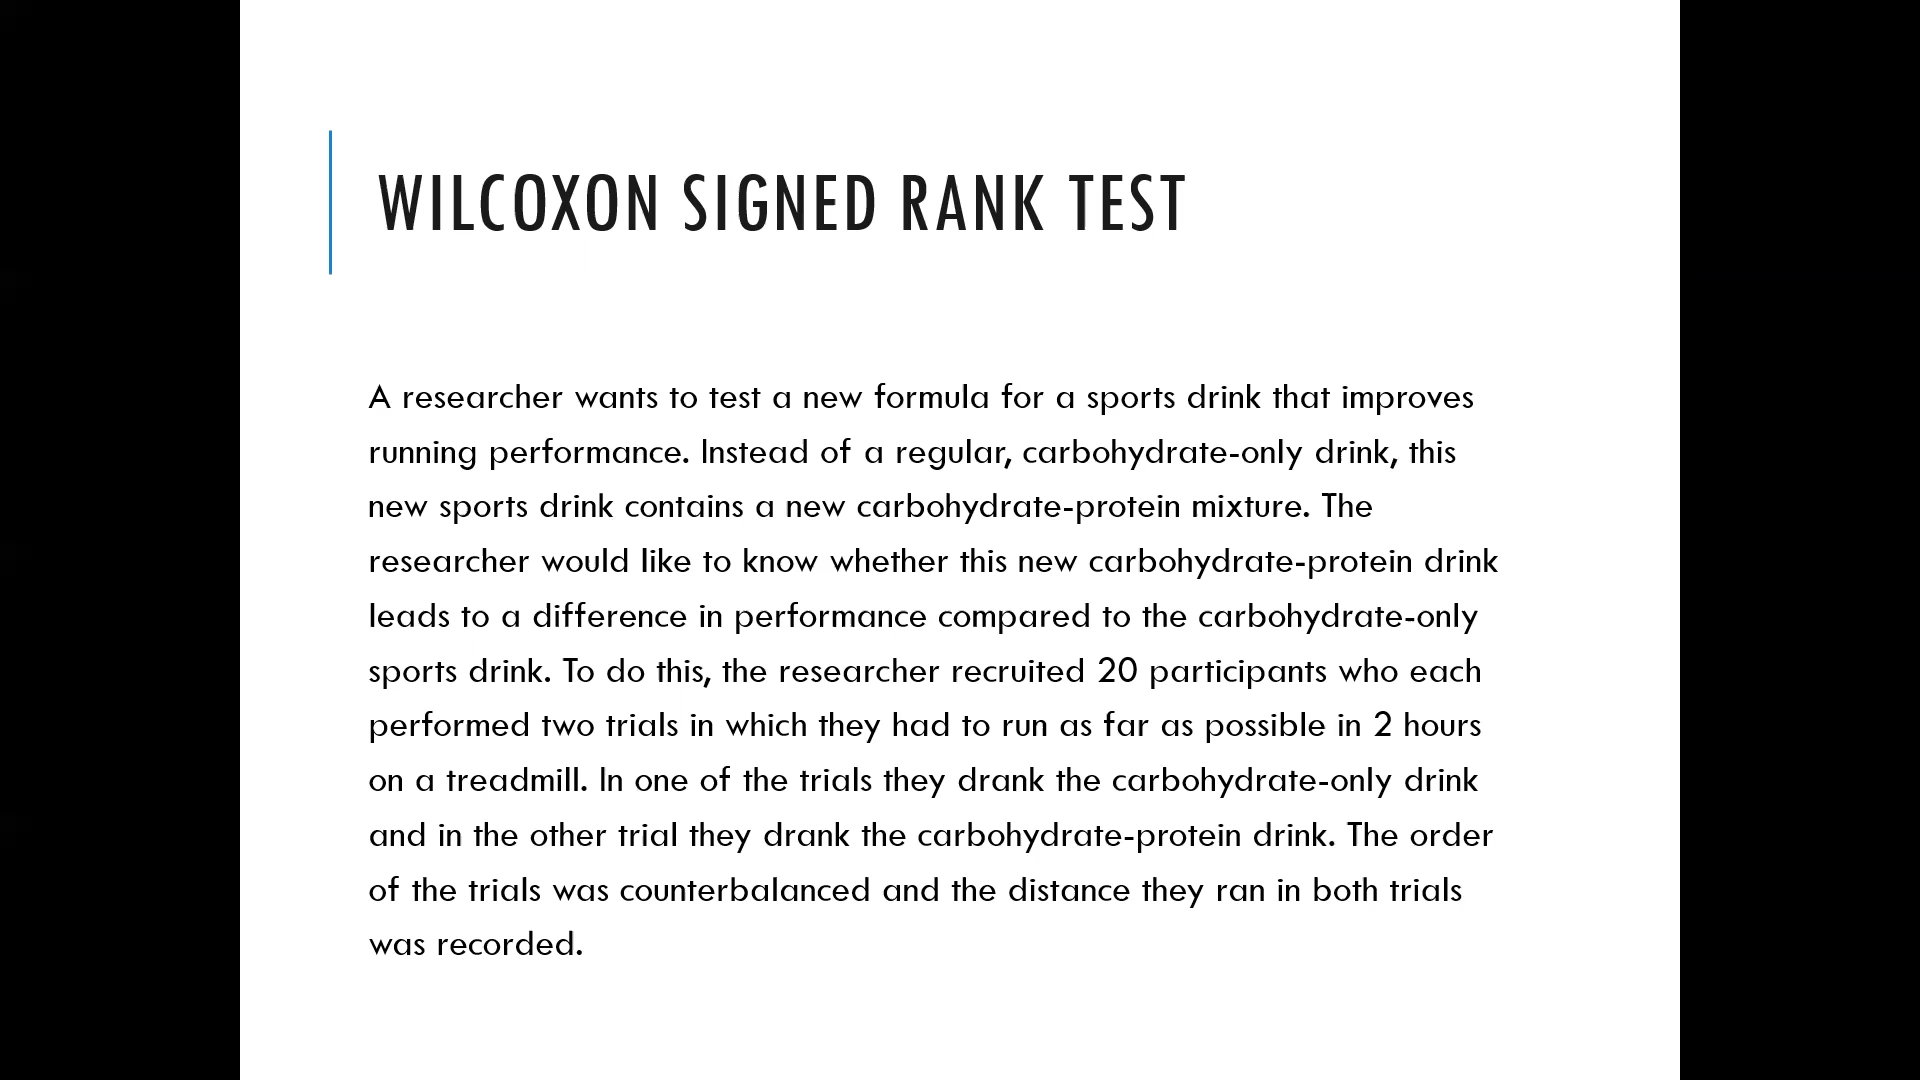 WILCOXON SIGNED RANK TEST
A researcher wants to test a new formula for a sports drink that improves
running performance. Instead of a regular, carbohydrate-only drink, this
new sports drink contains a new carbohydrate-protein mixture. The
researcher would like to know whether this new carbohydrate-protein drink
leads to a difference in performance compared to the carbohydrate-only
sports drink. To do this, the researcher recruited 20 participants who each
performed two trials in which they had to run as far as possible in 2 hours
on a treadmill. In one of the trials they drank the carbohydrate-only drink
and in the other trial they drank the carbohydrate-protein drink. The order
of the trials was counterbalanced and the distance they ran in both trials
was recorded.